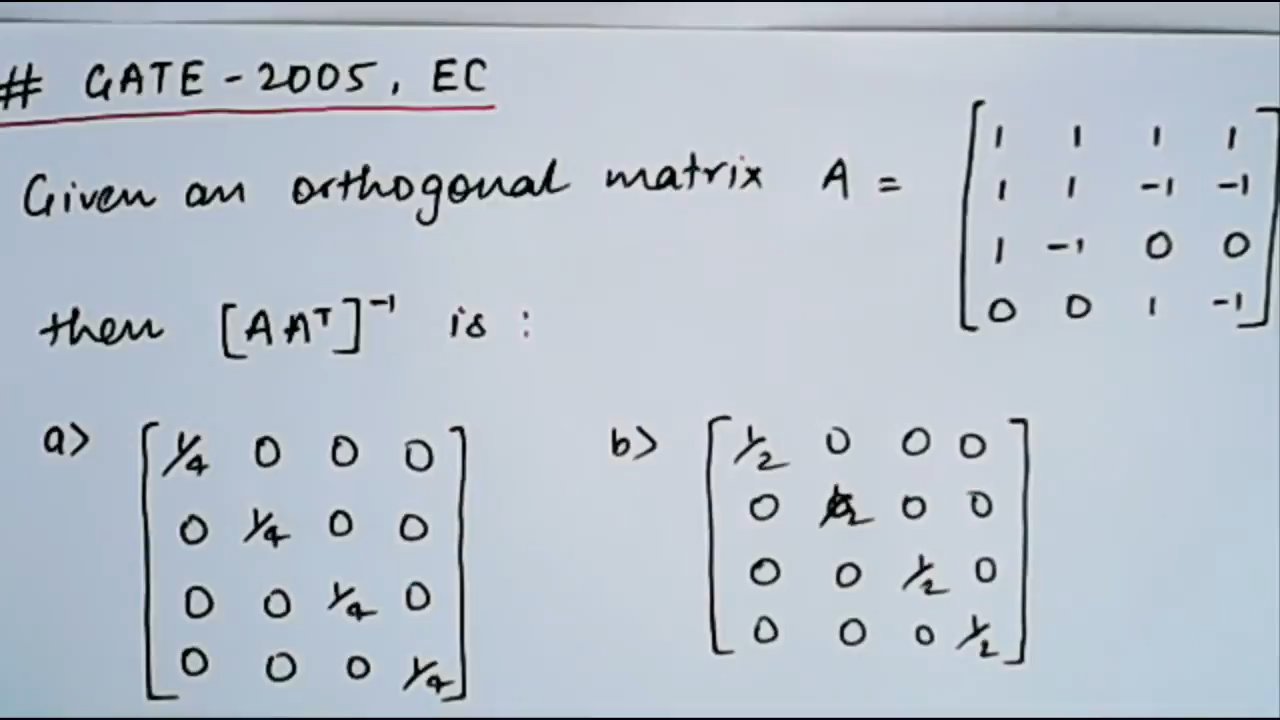 # GATE - 2005, EC
Given an orthogonal matrix A = [1 1 1 1
1 1 -1 -1
1 -1 0 0
0 0 1 -1]
then [A Aᵀ]⁻¹ is :
a> [1/4 0 0 0
0 1/4 0 0
0 0 1/4 0
0 0 0 1/4]
b> [1/2 0 0 0
0 1/2 0 0
0 0 1/2 0
0 0 0 1/2]